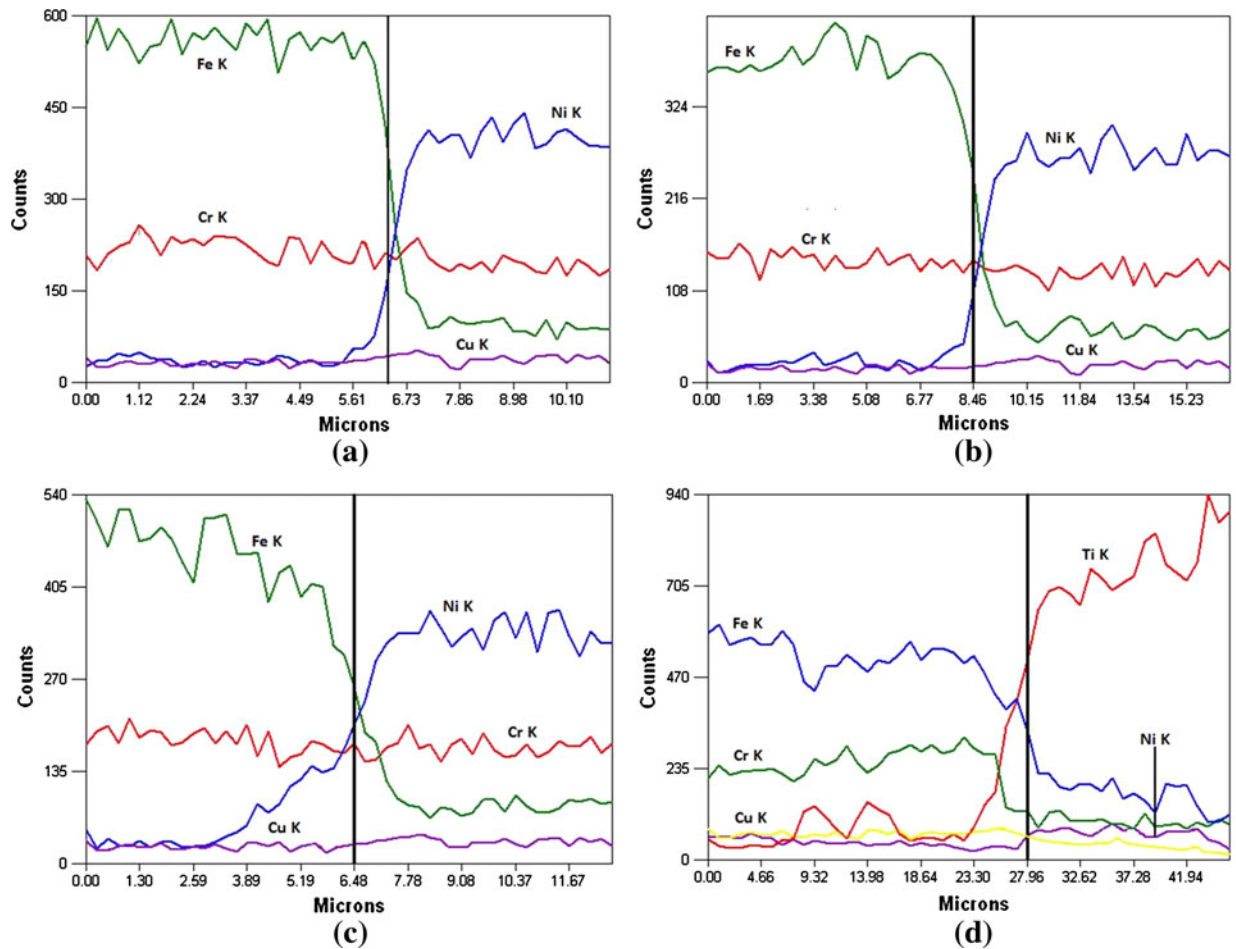 600
450
300
150
0
Counts
Fe K
Ni K
Cr K
Cu K
0.00 1.12 2.24 3.37 4.49 5.61 6.73 7.86 8.98 10.10
Microns
(a)
324
216
108
0
Counts
Fe K
Ni K
Cr K
Cu K
0.00 1.69 3.38 5.08 6.77 8.46 10.15 11.84 13.54 15.23
Microns
(b)
540
405
270
135
0
Counts
Fe K
Ni K
Cr K
Cu K
0.00 1.30 2.59 3.89 5.19 6.48 7.78 9.08 10.37 11.67
Microns
(c)
940
705
470
235
0
Counts
Ti K
Fe K
Ni K
Cr K
Cu K
0.00 4.66 9.32 13.98 18.64 23.30 27.96 32.62 37.28 41.94
Microns
(d)